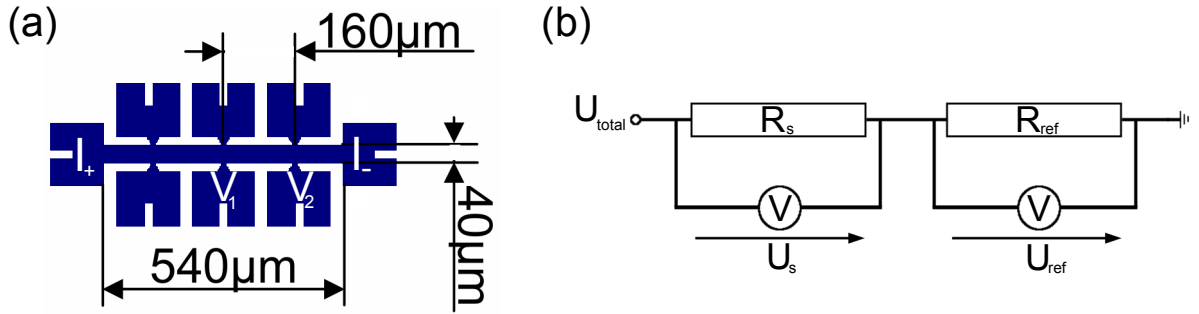 (a)
160μm
I+
V1
V2
I-
40μm
540μm
(b)
Utotal
Rs
Rref
V
V
Us
Uref